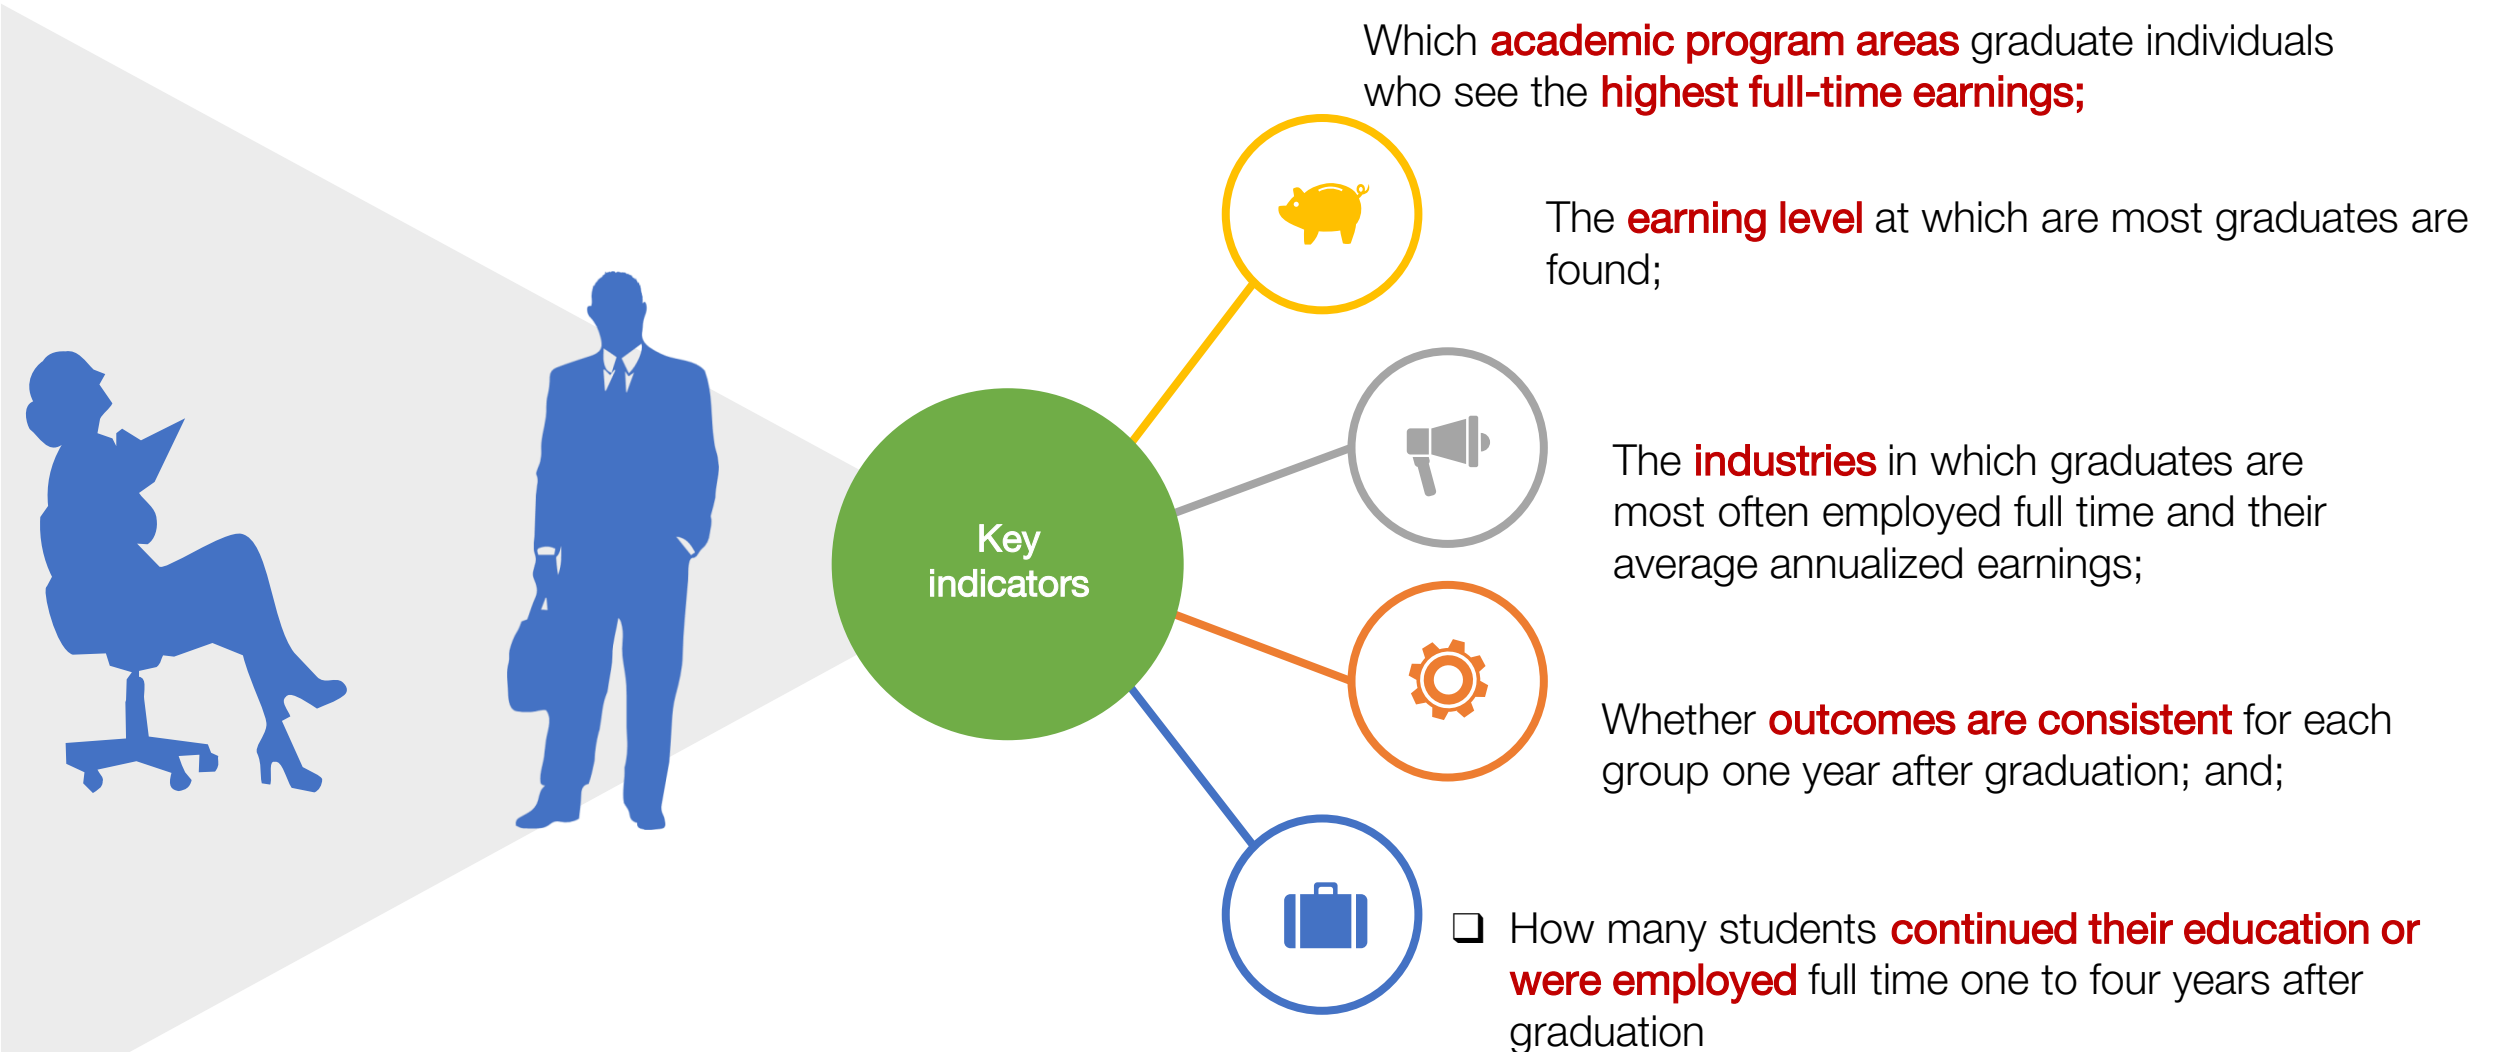 Which academic program areas graduate individuals
who see the highest full-time earnings;
The earning level at which are most graduates are
found;
Key
indicators
The industries in which graduates are
most often employed full time and their
average annualized earnings;
Whether outcomes are consistent for each
group one year after graduation; and;
❑ How many students continued their education or
were employed full time one to four years after
graduation